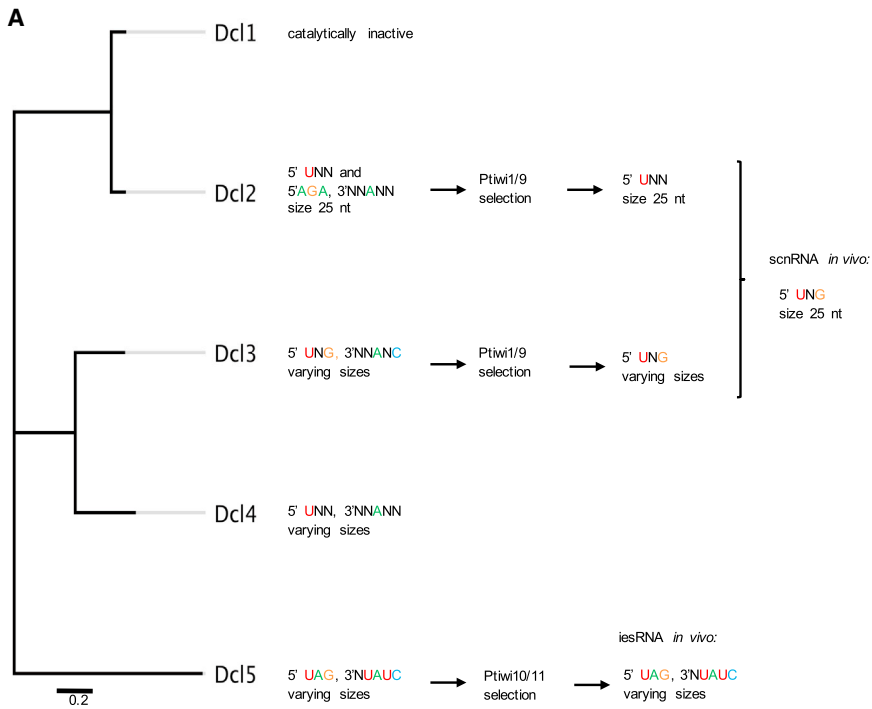 A
Dcl1
catalytically inactive
Dcl2
5' UNN and
5'AGA, 3'NNANN
size 25 nt
Ptiwi1/9
selection
5' UNN
size 25 nt
scnRNA in vivo:
5' UNG
size 25 nt
Dcl3
5' UNG, 3'NNANC
varying sizes
Ptiwi1/9
selection
5' UNG
varying sizes
Dcl4
5' UNN, 3'NNANN
varying sizes
iesRNA in vivo:
Dcl5
5' UAG, 3'NUAUC
varying sizes
Ptiwi10/11
selection
5' UAG, 3'NUAUC
varying sizes
0.2